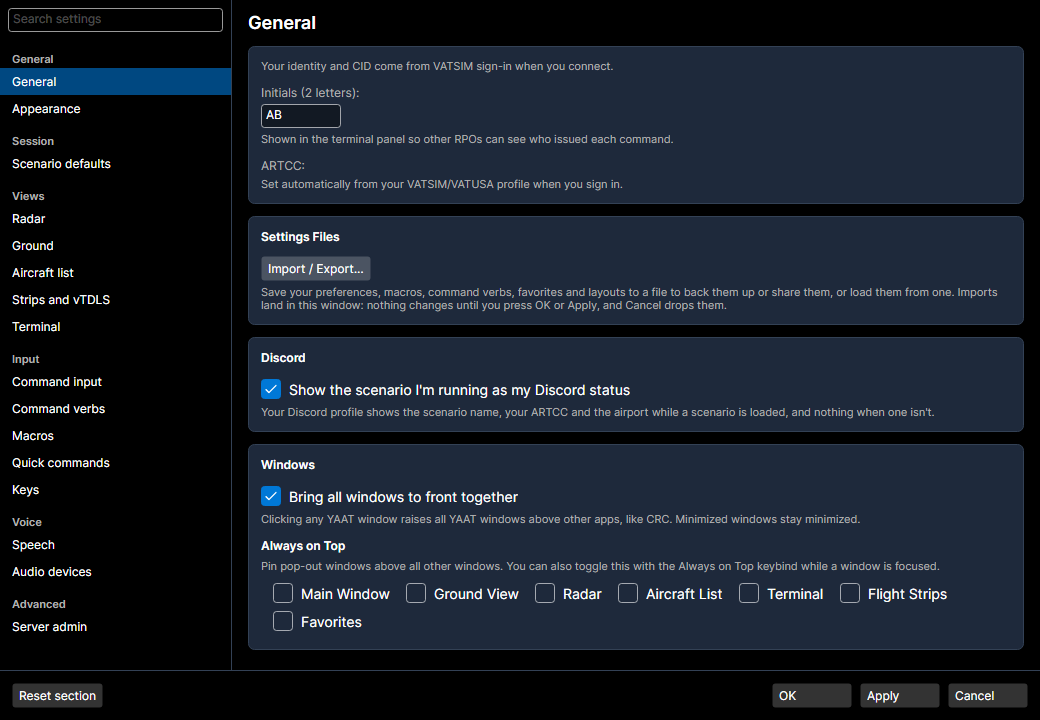 Search settings
General
General
Appearance
Session
Scenario defaults
Views
Radar
Ground
Aircraft list
Strips and vTDLS
Terminal
Input
Command input
Command verbs
Macros
Quick commands
Keys
Voice
Speech
Audio devices
Advanced
Server admin
General
Your identity and CID come from VATSIM sign-in when you connect.
Initials (2 letters):
AB
Shown in the terminal panel so other RPOs can see who issued each command.
ARTCC:
Set automatically from your VATSIM/VATUSA profile when you sign in.
Settings Files
Import / Export...
Save your preferences, macros, command verbs, favorites and layouts to a file to back them up or share them, or load them from one. Imports
land in this window: nothing changes until you press OK or Apply, and Cancel drops them.
Discord
Show the scenario I'm running as my Discord status
Your Discord profile shows the scenario name, your ARTCC and the airport while a scenario is loaded, and nothing when one isn't.
Windows
Bring all windows to front together
Clicking any YAAT window raises all YAAT windows above other apps, like CRC. Minimized windows stay minimized.
Always on Top
Pin pop-out windows above all other windows. You can also toggle this with the Always on Top keybind while a window is focused.
Main Window Ground View Radar Aircraft List Terminal Flight Strips
Favorites
Reset section OK Apply Cancel